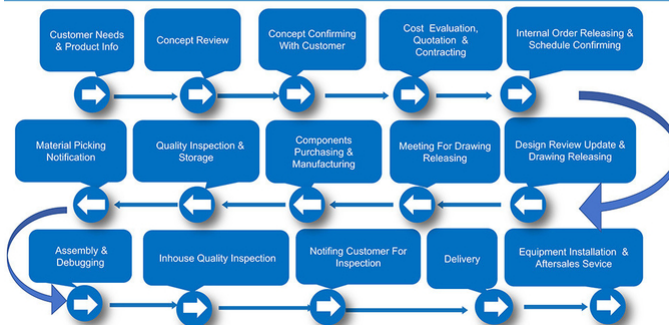 Customer Needs
& Product Info
Concept Review
Concept Confirming
With Customer
Cost Evaluation,
Quotation &
Contracting
Internal Order Releasing &
Schedule Confirming
Material Picking
Notification
Quality Inspection &
Storage
Components
Purchasing &
Manufacturing
Meeting For Drawing
Releasing
Design Review Update &
Drawing Releasing
Assembly &
Debugging
Inhouse Quality Inspection
Notifing Customer For
Inspection
Delivery
Equipment Installation &
Aftersales Sevice